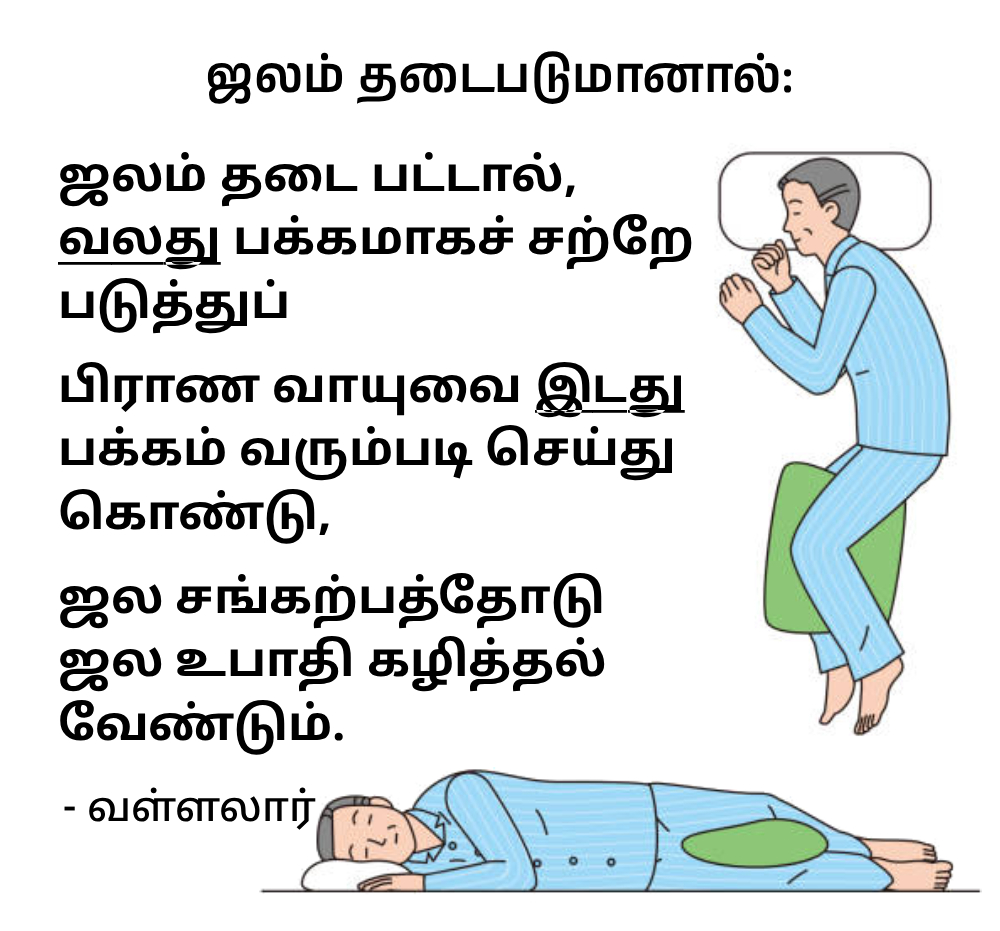 ஜலம் தடைபடுமானால்:
ஜலம் தடை பட்டால்,
வலது பக்கமாகச் சற்றே
படுத்துப்
பிராண வாயுவை இடது
பக்கம் வரும்படி செய்து
கொண்டு,
ஜல சங்கற்பத்தோடு
ஜல உபாதி கழித்தல்
வேண்டும்.
- வள்ளலார்